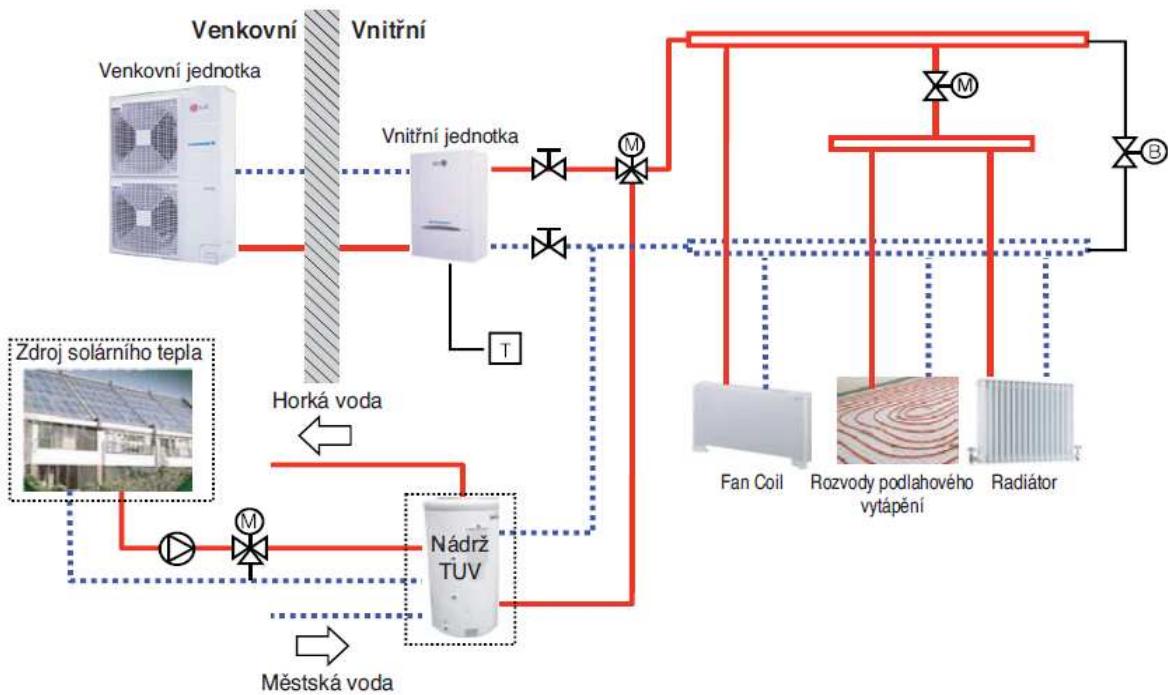 Venkovní
Vnitřní
Venkovní jednotka
Vnitřní jednotka
M
M
B
T
Zdroj solárního tepla
Horká voda
M
Nádrž
TUV
Městská voda
Fan Coil
Rozvody podlahového
vytápění
Radiátor